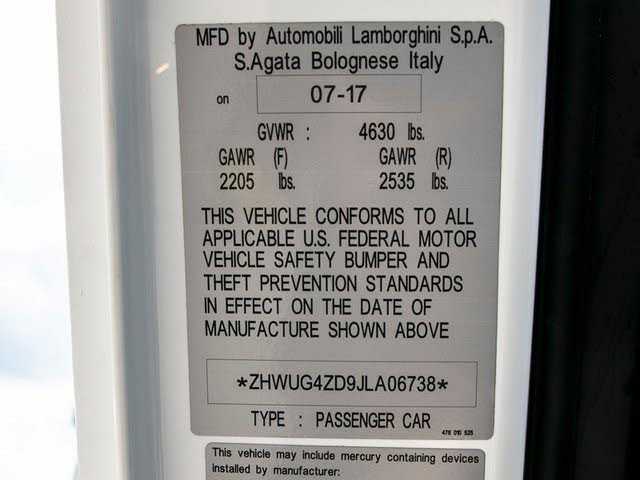 MFD by Automobili Lamborghini S.p.A.
S.Agata Bolognese Italy
on 07-17
GVWR : 4630 lbs.
GAWR (F) GAWR (R)
2205 lbs. 2535 lbs.
THIS VEHICLE CONFORMS TO ALL
APPLICABLE U.S. FEDERAL MOTOR
VEHICLE SAFETY BUMPER AND
THEFT PREVENTION STANDARDS
IN EFFECT ON THE DATE OF
MANUFACTURE SHOWN ABOVE
*ZHWUG4ZD9JLA06738*
TYPE : PASSENGER CAR
This vehicle may include mercury containing devices
installed by manufacturer: